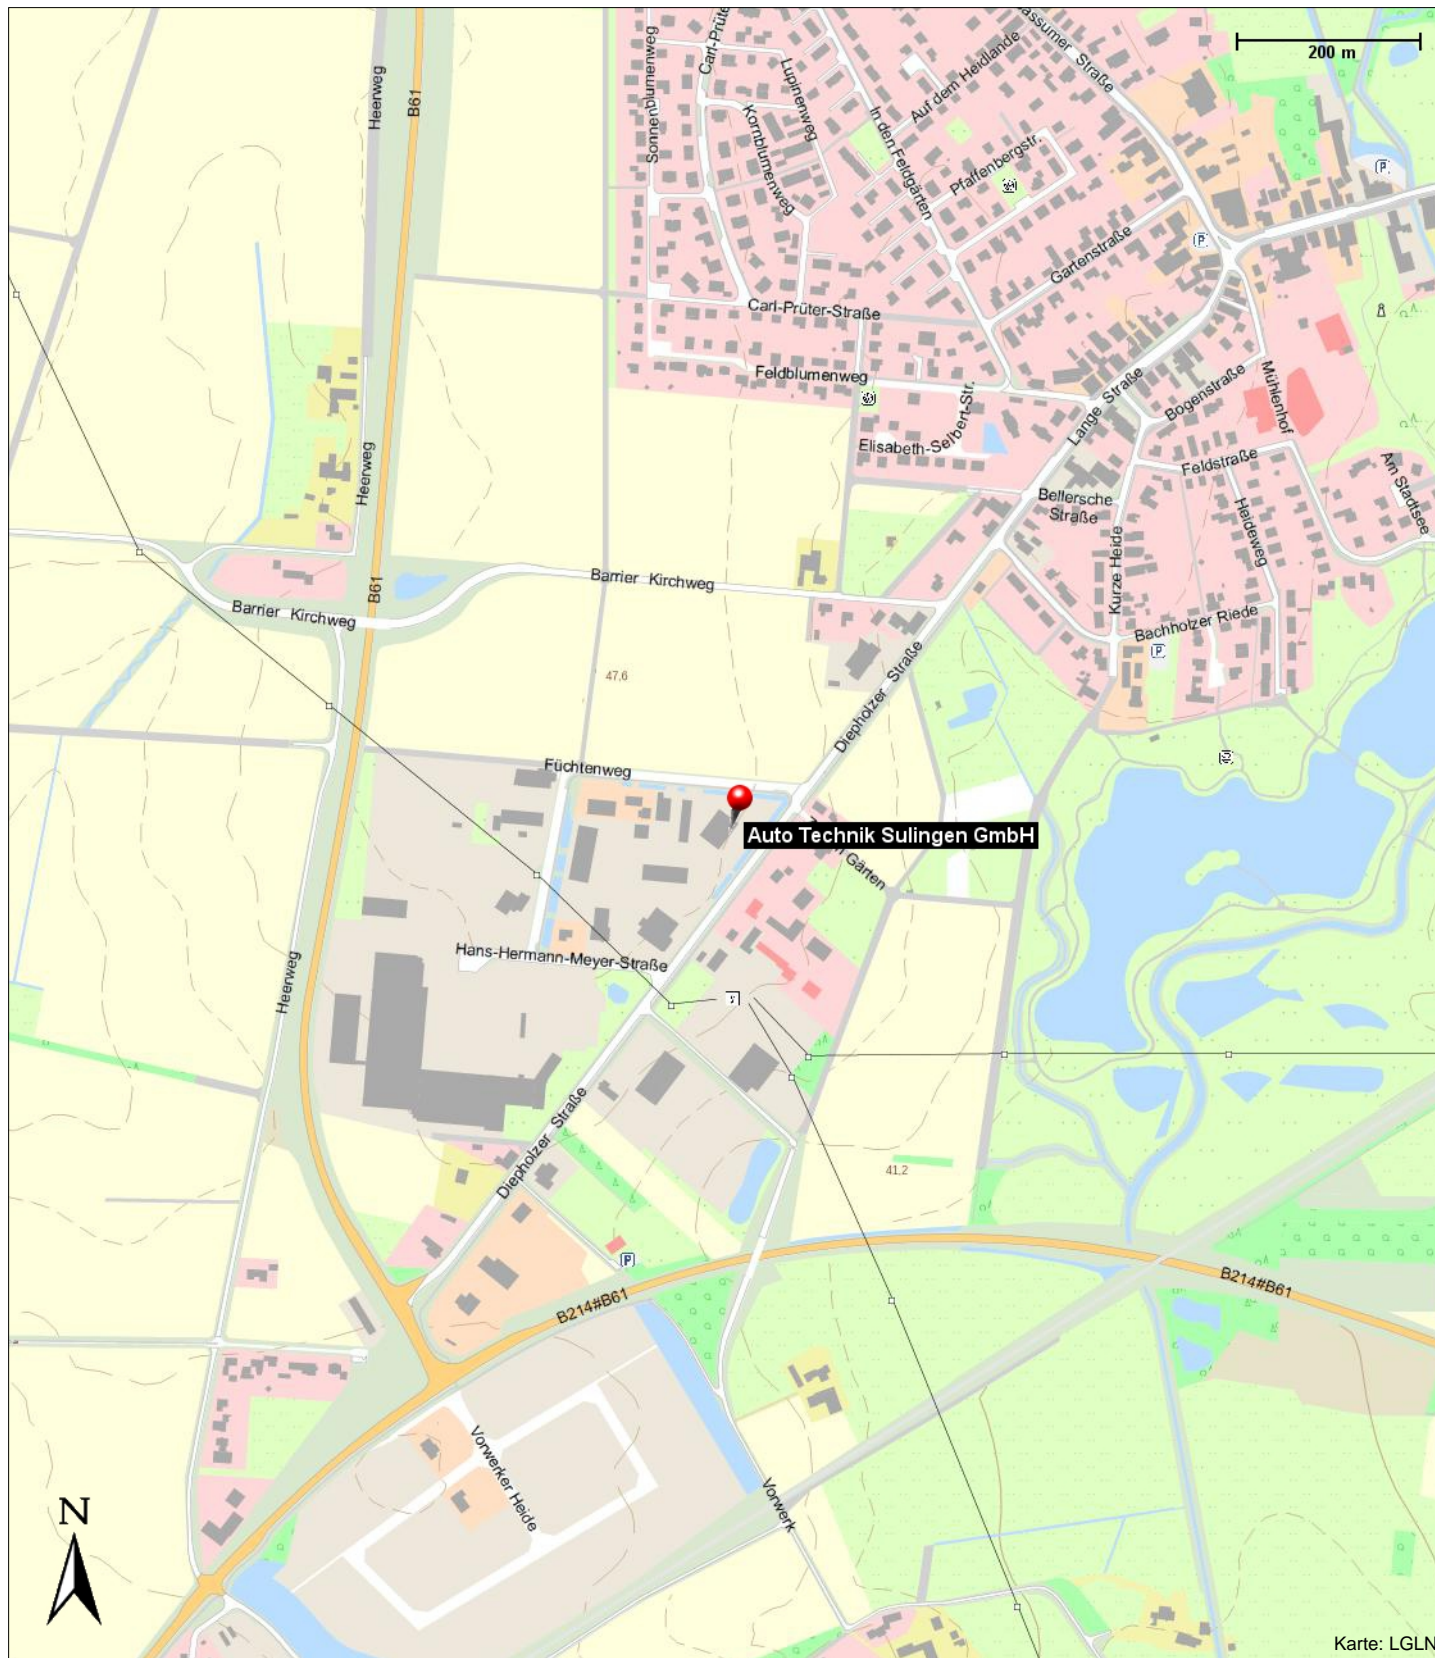 200 m
Bassumer Straße
Sonnenblumenweg
Carl-Prüter
Lupinenweg
Kornblumenweg
In den Feldgärten
Auf dem Heidlande
Pfaffenbergstr.
Gartenstraße
Heerweg
B61
Carl-Prüter-Straße
Feldblumenweg
Elisabeth-Selbert-Str.
Lange Straße
Bogenstraße
Mühlenhof
Feldstraße
Am Stadtsee
Heideweg
Bellersche
Straße
Kurze Heide
Bachholzer Riede
P
P
P
Heerweg
B61
Barrier Kirchweg
Barrier Kirchweg
47,6
Diepholzer Straße
Füchtenweg
Auto Technik Sulingen GmbH
Gärten
Hans-Hermann-Meyer-Straße
Heerweg
Diepholzer Straße
41,2
P
B214#B61
B214#B61
Vorwerker Heide
Vorwerk
N
Karte: LGLN